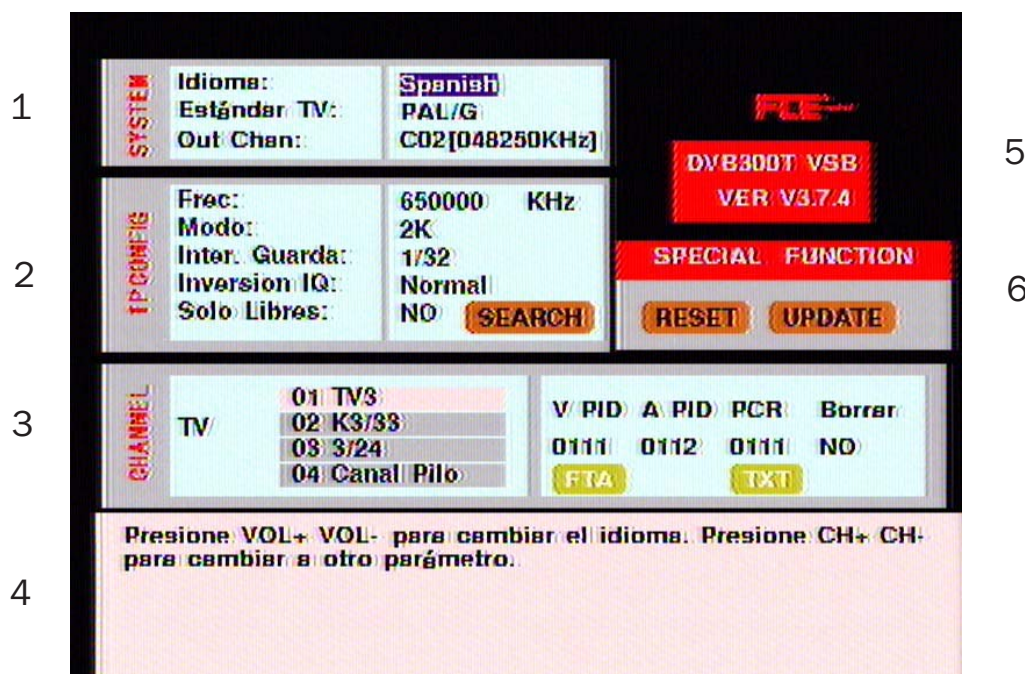 1
SYSTEM
Idioma: Spanish
Estándar TV: PAL/G
Out Chan: C02[048250KHz]
FTE
5
DVB300T VSB
VER V3.7.4
2
TP CONFIG
Frec: 650000 KHz
Modo: 2K
Inter. Guarda: 1/32
Inversion IQ: Normal
Solo Libres: NO SEARCH
SPECIAL FUNCTION
6
RESET UPDATE
3
CHANNEL
TV
01 TV3
02 K3/33
03 3/24
04 Canal Pilo
V PID A PID PCR Borrar
0111 0112 0111 NO
FTA TXT
4
Presione VOL+ VOL- para cambiar el idioma. Presione CH+ CH-
para cambiar a otro parámetro.